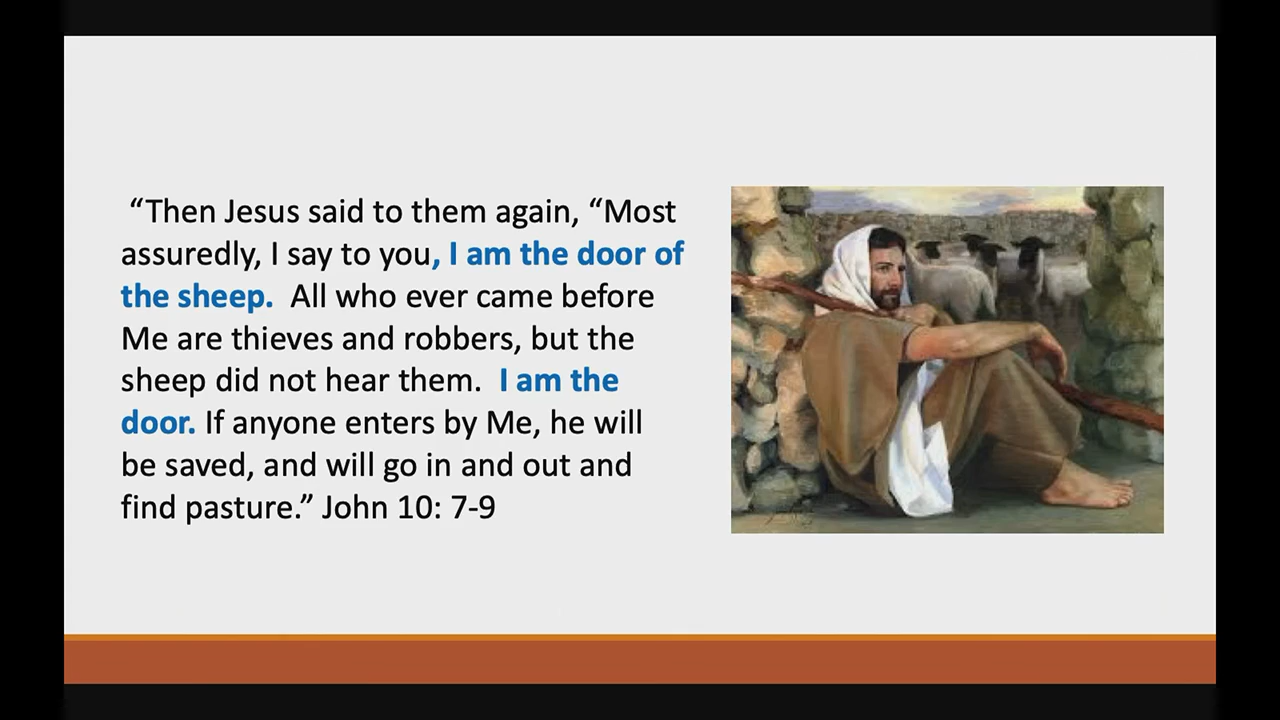 “Then Jesus said to them again, “Most
assuredly, I say to you, I am the door of
the sheep.  All who ever came before
Me are thieves and robbers, but the
sheep did not hear them.  I am the
door. If anyone enters by Me, he will
be saved, and will go in and out and
find pasture.” John 10: 7-9